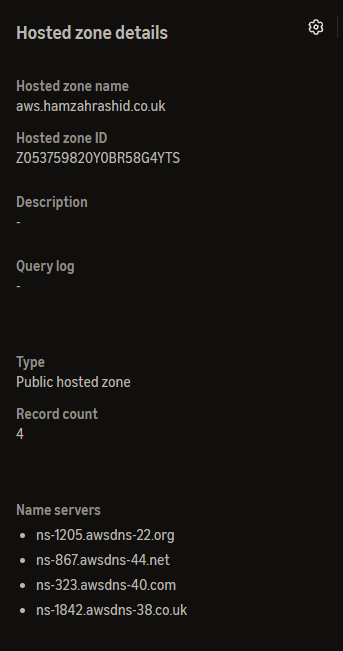 Hosted zone details
Hosted zone name
aws.hamzahrashid.co.uk
Hosted zone ID
Z053759820Y0BR58G4YTS
Description
-
Query log
-
Type
Public hosted zone
Record count
4
Name servers
ns-1205.awsdns-22.org
ns-867.awsdns-44.net
ns-323.awsdns-40.com
ns-1842.awsdns-38.co.uk